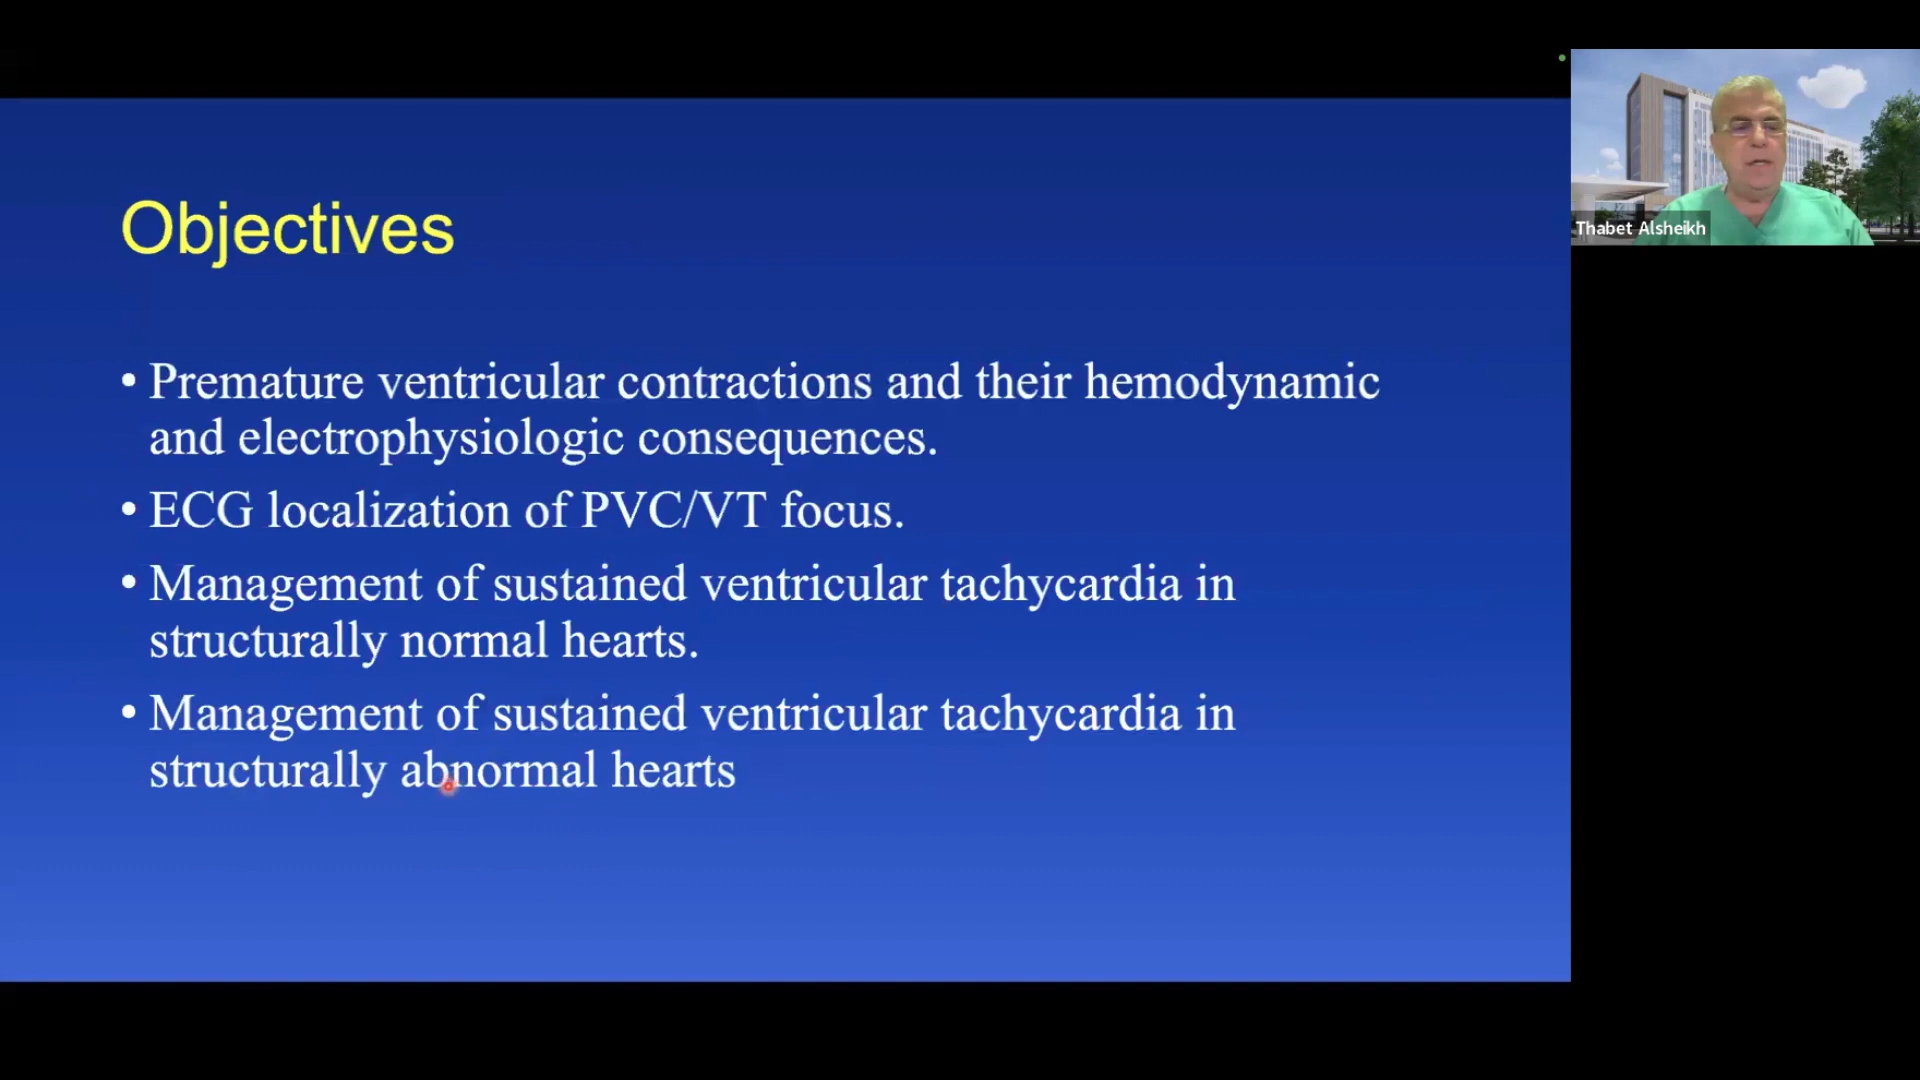 Objectives
• Premature ventricular contractions and their hemodynamic
and electrophysiologic consequences.
• ECG localization of PVC/VT focus.
• Management of sustained ventricular tachycardia in
structurally normal hearts.
• Management of sustained ventricular tachycardia in
structurally abnormal hearts
Thabet Alsheikh